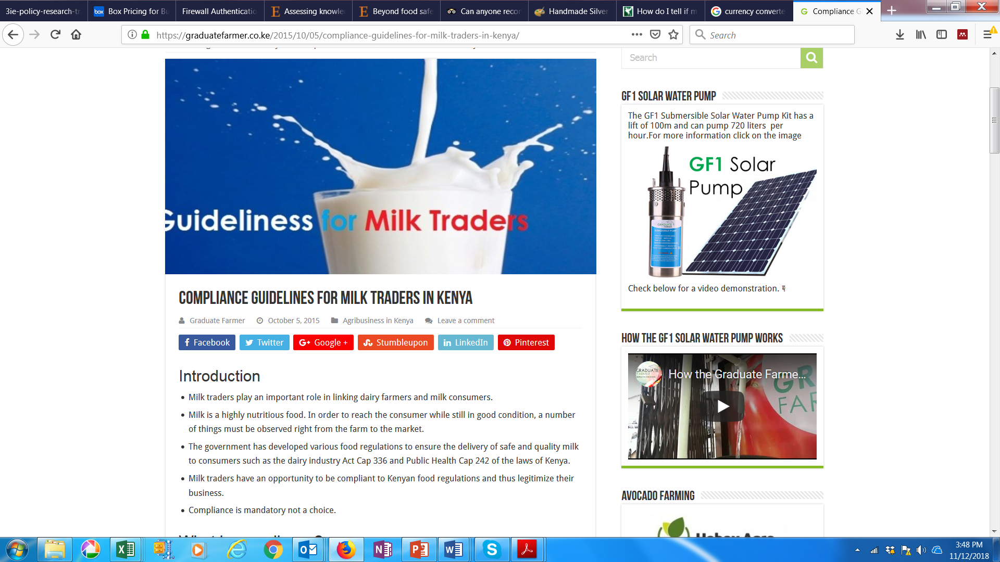 3ie-policy-research-tr
box Box Pricing for Bu
Firewall Authenticatio
Assessing knowle
Beyond food safe
Can anyone recor
Handmade Silver
How do I tell if m
currency converte
Compliance G
https://graduatefarmer.co.ke/2015/10/05/compliance-guidelines-for-milk-traders-in-kenya/
Search
Guideliness for Milk Traders
COMPLIANCE GUIDELINES FOR MILK TRADERS IN KENYA
Graduate Farmer October 5, 2015 Agribusiness in Kenya Leave a comment
Facebook Twitter Google + Stumbleupon LinkedIn Pinterest
Introduction
• Milk traders play an important role in linking dairy farmers and milk consumers.
• Milk is a highly nutritious food. In order to reach the consumer while still in good condition, a number
of things must be observed right from the farm to the market.
• The government has developed various food regulations to ensure the delivery of safe and quality milk
to consumers such as the dairy industry Act Cap 336 and Public Health Cap 242 of the laws of Kenya.
• Milk traders have an opportunity to be compliant to Kenyan food regulations and thus legitimize their
business.
• Compliance is mandatory not a choice.
Search
GF1 SOLAR WATER PUMP
The GF1 Submersible Solar Water Pump Kit has a
lift of 100m and can pump 720 liters per
hour.For more information click on the image
GF1 Solar
Pump
GRADUATE
FARMER
Check below for a video demonstration.
HOW THE GF1 SOLAR WATER PUMP WORKS
GRADUATE
FARMER
How the Graduate Farme...
GR
FAR
AVOCADO FARMING
3:48 PM
11/12/2018